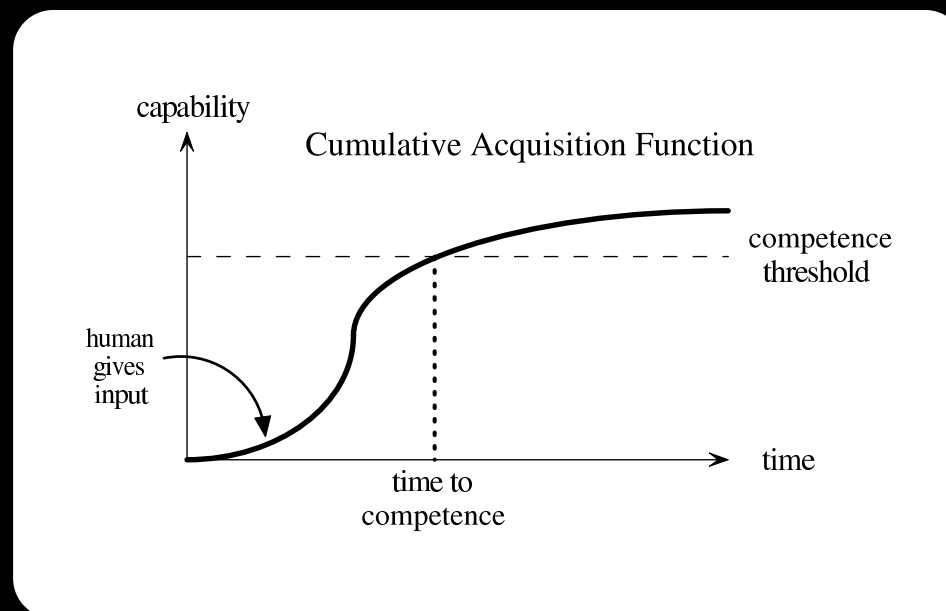 capability
Cumulative Acquisition Function
competence
threshold
human
gives
input
time
time to
competence